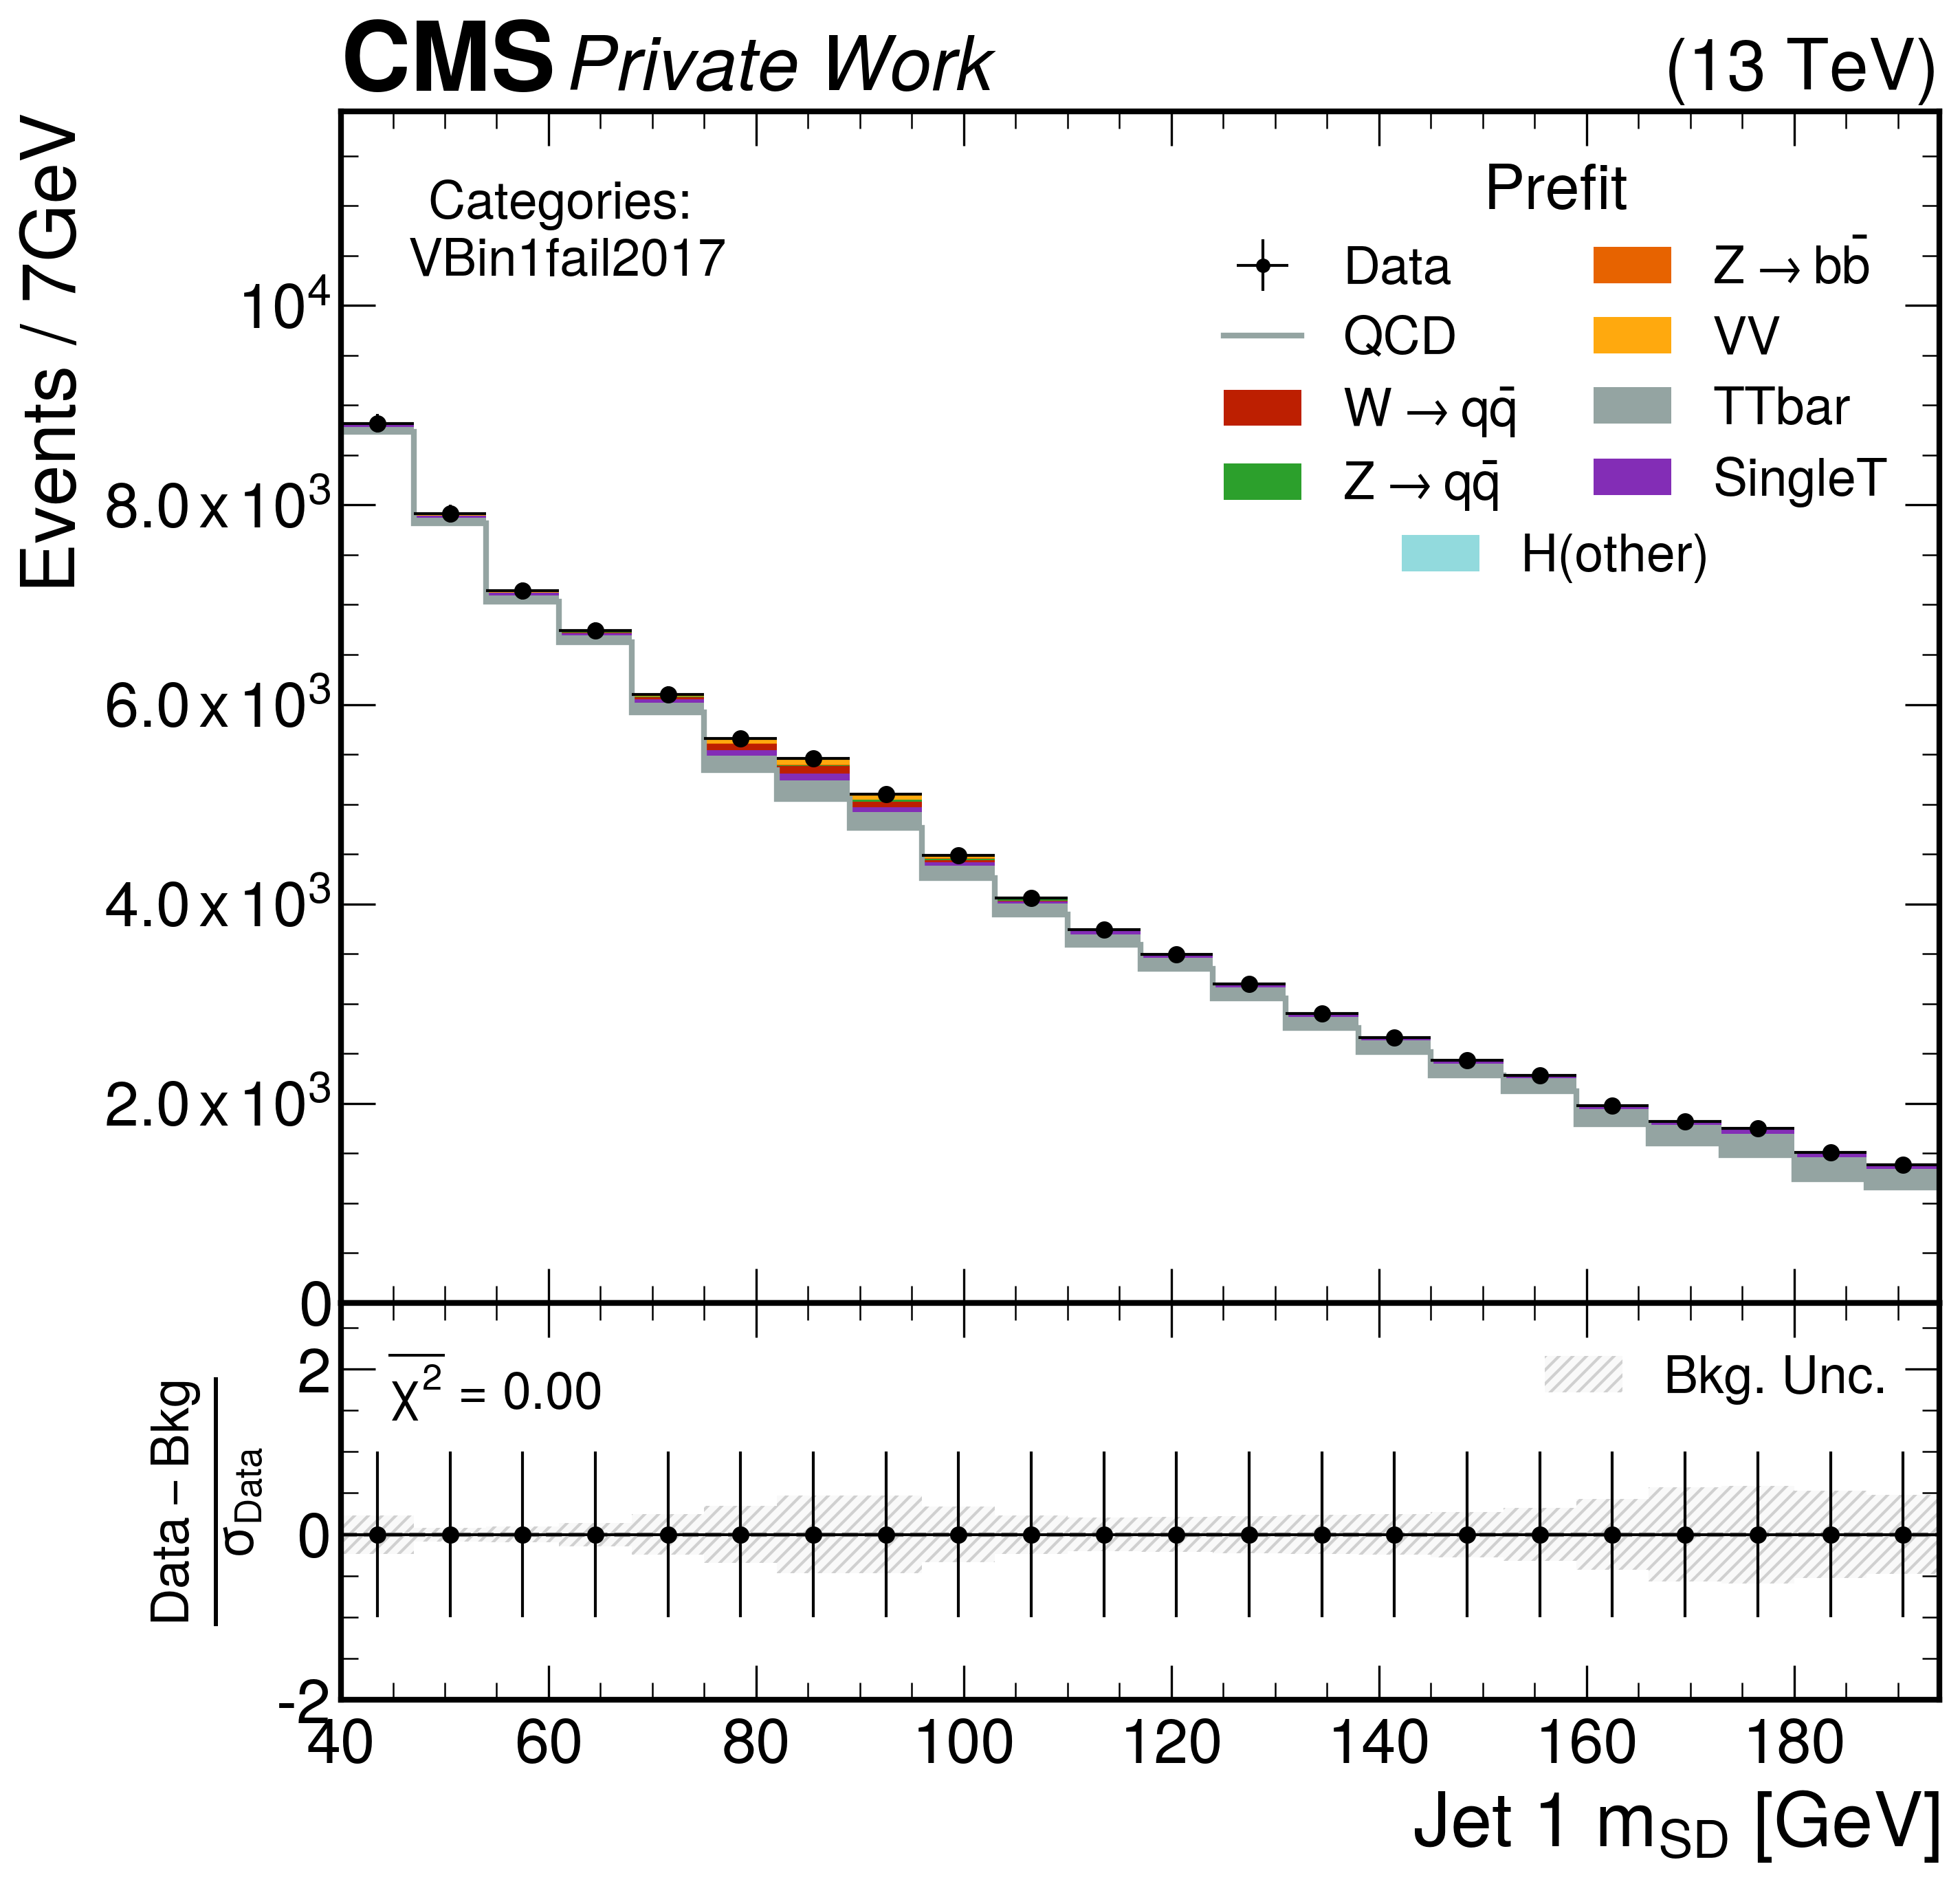 CMS Private Work (13 TeV)
Events / 7GeV
Categories:
VBin1fail2017
Prefit
Data
QCD
W → qq̄
Z → qq̄
Z → bb̄
VV
TTbar
SingleT
H(other)
10⁴
8.0 x 10³
6.0 x 10³
4.0 x 10³
2.0 x 10³
0
Data – Bkg
σ_Data
2
0
-2
χ² = 0.00
Bkg. Unc.
40 60 80 100 120 140 160 180
Jet 1 m_SD [GeV]